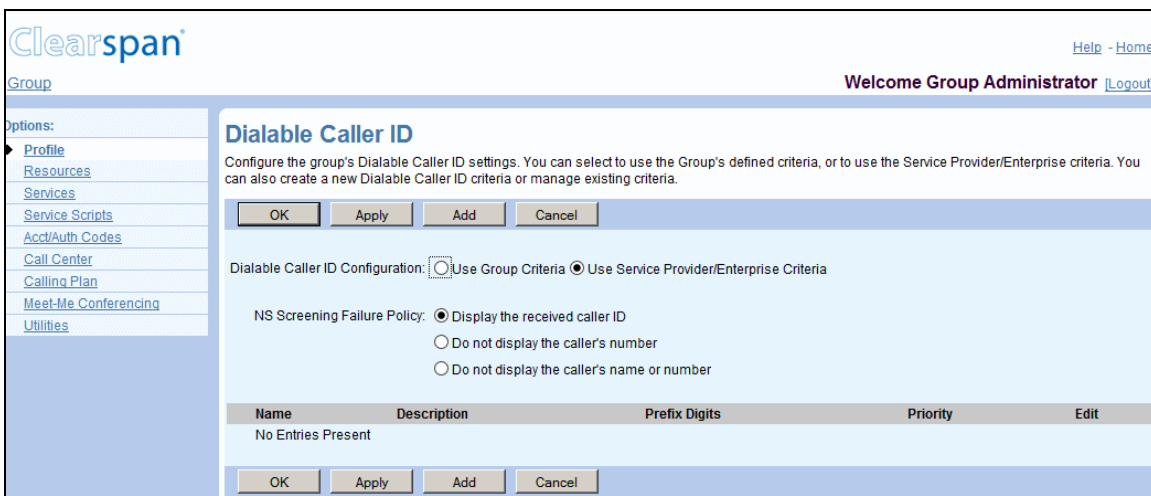 Clearspan®
Help - Home
Group
Welcome Group Administrator [Logout]
Options:
Profile
Resources
Services
Service Scripts
Acct/Auth Codes
Call Center
Calling Plan
Meet-Me Conferencing
Utilities
Dialable Caller ID
Configure the group's Dialable Caller ID settings. You can select to use the Group's defined criteria, or to use the Service Provider/Enterprise criteria. You
can also create a new Dialable Caller ID criteria or manage existing criteria.
OK Apply Add Cancel
Dialable Caller ID Configuration: Use Group Criteria Use Service Provider/Enterprise Criteria
NS Screening Failure Policy: Display the received caller ID
Do not display the caller's number
Do not display the caller's name or number
Name Description Prefix Digits Priority Edit
No Entries Present
OK Apply Add Cancel